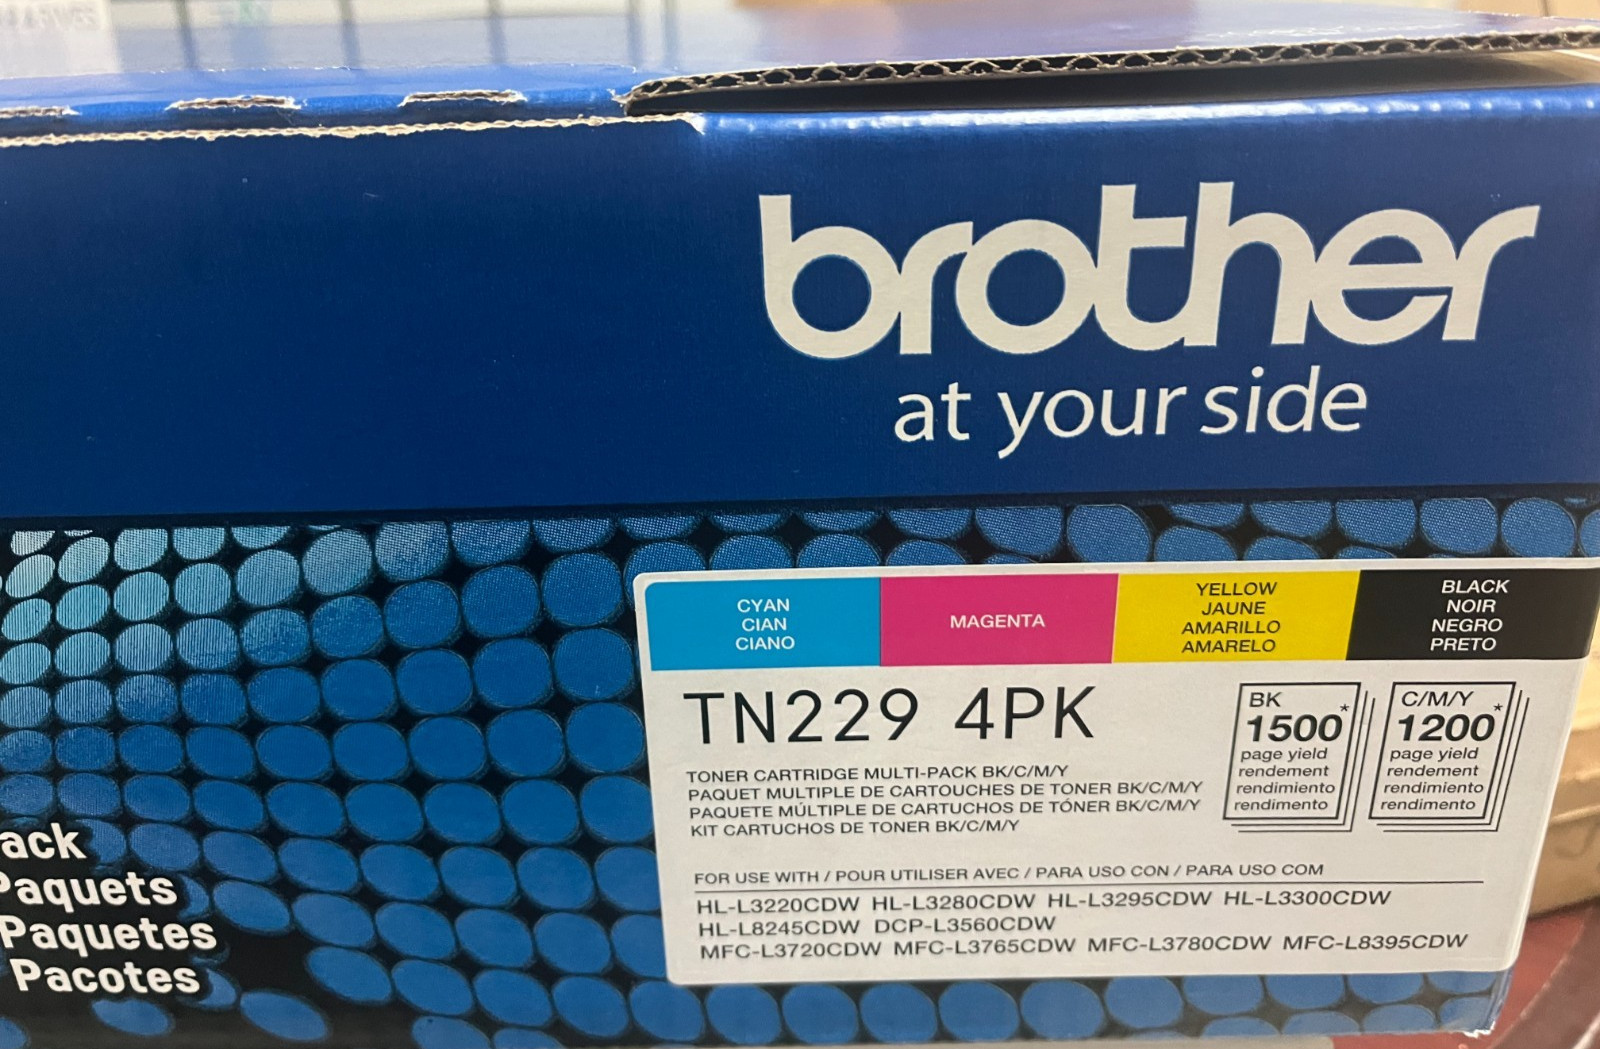 brother
at your side
CYAN
CIAN
CIANO
MAGENTA
YELLOW
JAUNE
AMARILLO
AMARELO
BLACK
NOIR
NEGRO
PRETO
TN229 4PK
TONER CARTRIDGE MULTI-PACK BK/C/M/Y
PAQUET MULTIPLE DE CARTOUCHES DE TONER BK/C/M/Y
PAQUETE MÚLTIPLE DE CARTUCHOS DE TÓNER BK/C/M/Y
KIT CARTUCHOS DE TONER BK/C/M/Y
BK
1500*
page yield
rendement
rendimiento
rendimento
C/M/Y
1200*
page yield
rendement
rendimiento
rendimento
FOR USE WITH / POUR UTILISER AVEC / PARA USO CON / PARA USO COM
HL-L3220CDW HL-L3280CDW HL-L3295CDW HL-L3300CDW
HL-L8245CDW DCP-L3560CDW
MFC-L3720CDW MFC-L3765CDW MFC-L3780CDW MFC-L8395CDW
ack
Paquets
Paquetes
Pacotes